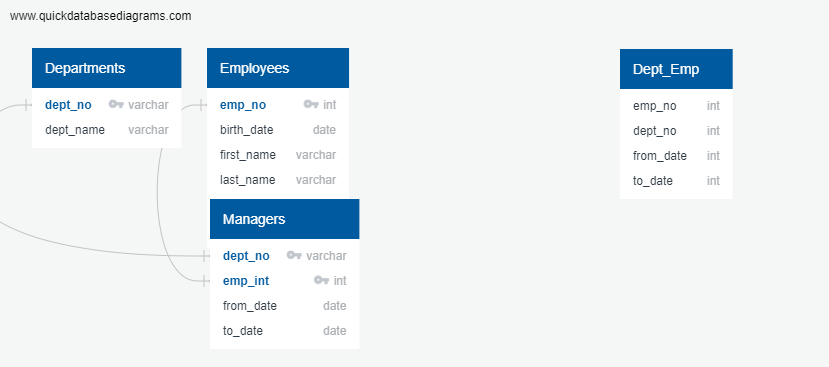 www.quickdatabasediagrams.com
Departments
dept_no varchar
dept_name varchar
Employees
emp_no int
birth_date date
first_name varchar
last_name varchar
Managers
dept_no varchar
emp_int int
from_date date
to_date date
Dept_Emp
emp_no int
dept_no int
from_date int
to_date int